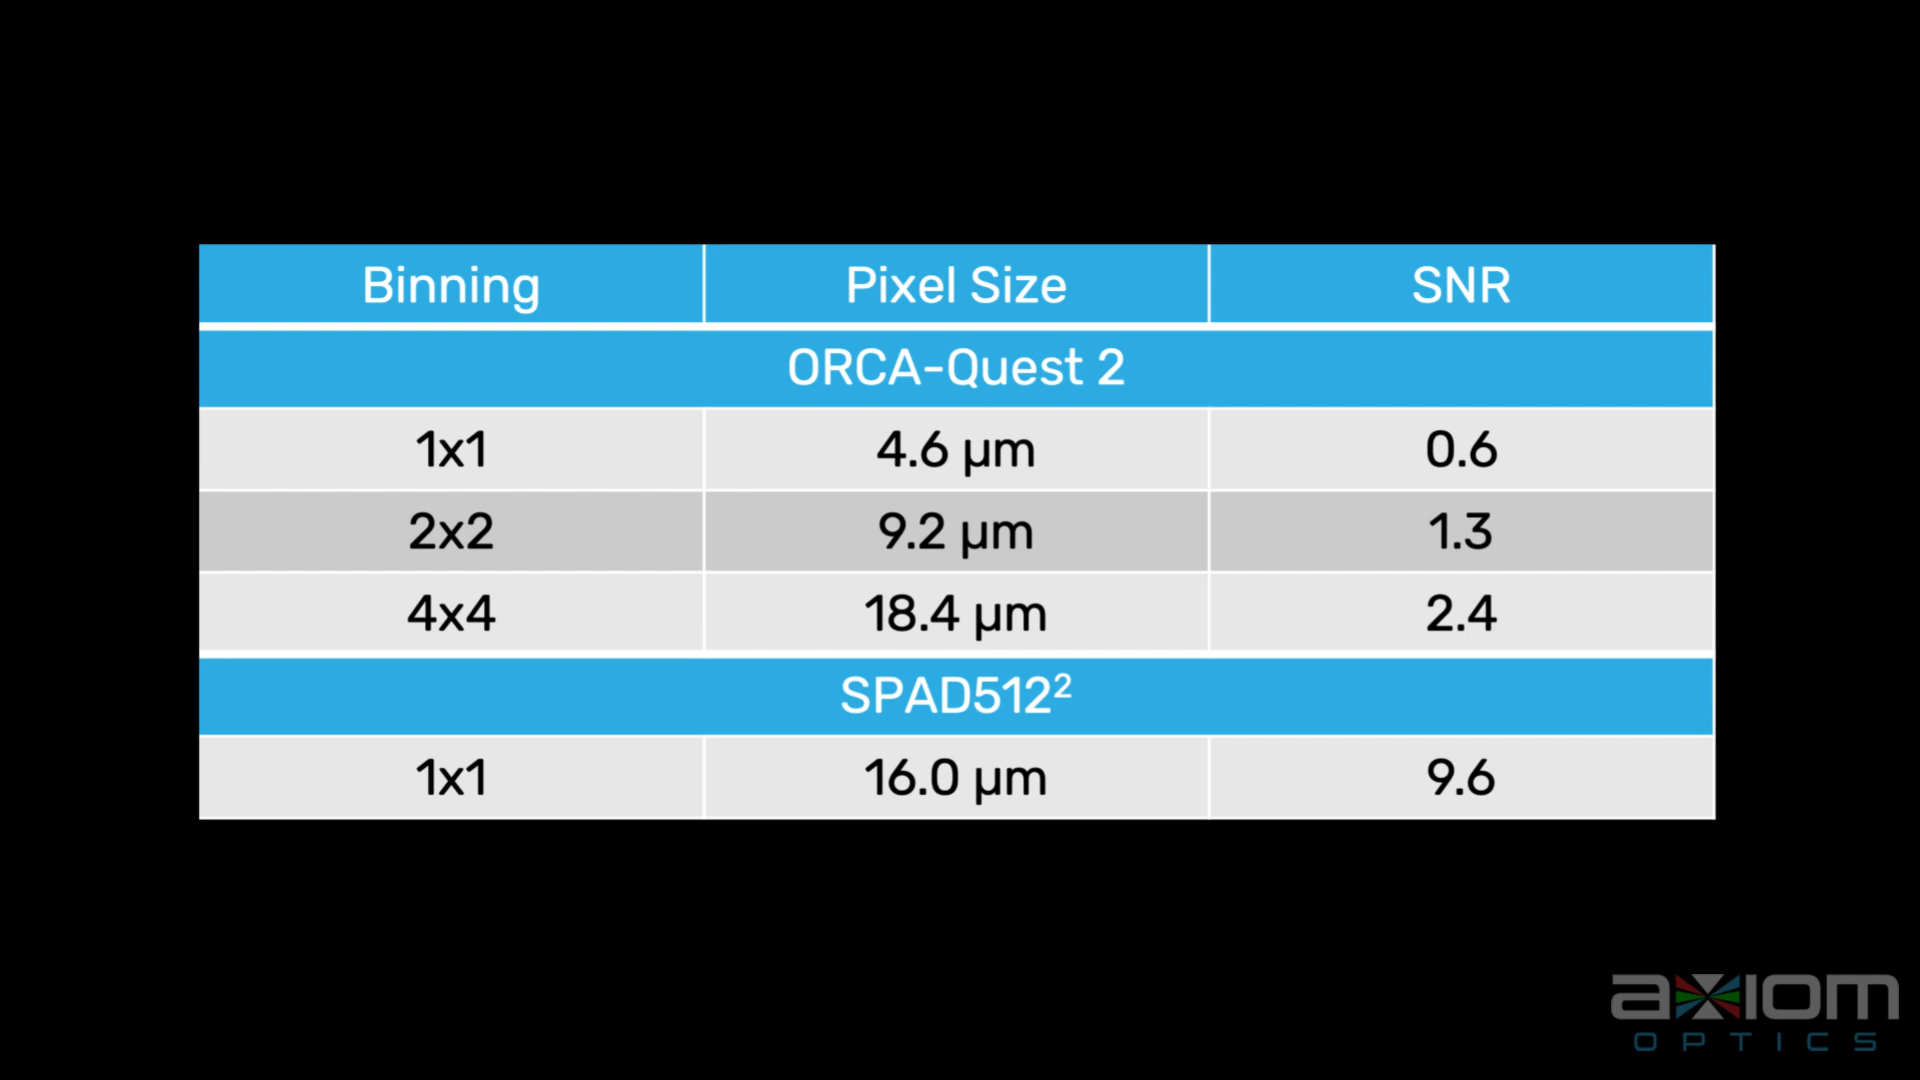 Binning Pixel Size SNR
ORCA-Quest 2
1x1 4.6 µm 0.6
2x2 9.2 µm 1.3
4x4 18.4 µm 2.4
SPAD512²
1x1 16.0 µm 9.6
axiom
OPTICS